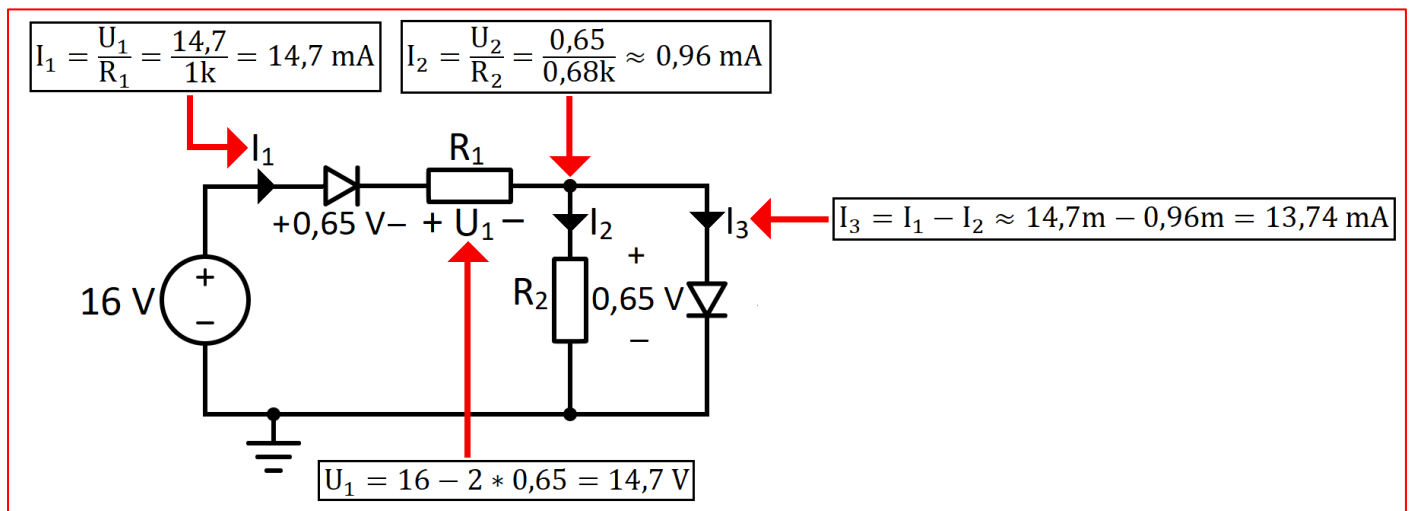 I₁ = U₁/R₁ = 14,7/1k = 14,7 mA
I₂ = U₂/R₂ = 0,65/0,68k ≈ 0,96 mA
I₁
R₁
+0,65 V−
+ U₁ −
I₂
I₃
I₃ = I₁ − I₂ ≈ 14,7m − 0,96m = 13,74 mA
16 V
+
−
R₂
+
0,65 V
−
U₁ = 16 − 2 * 0,65 = 14,7 V